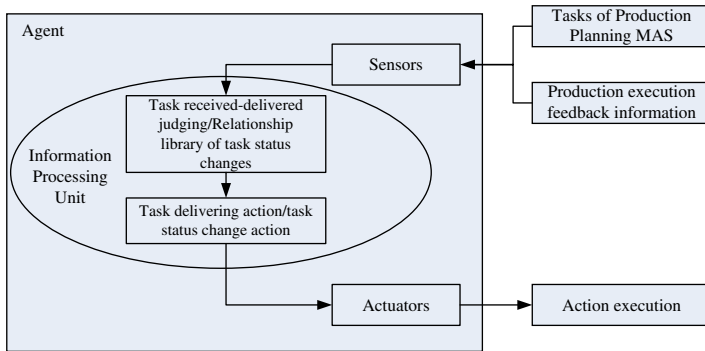 Agent
Tasks of Production
Planning MAS
Sensors
Production execution
feedback information
Task received-delivered
judging/Relationship
library of task status
changes
Information
Processing
Unit
Task delivering action/task
status change action
Actuators
Action execution